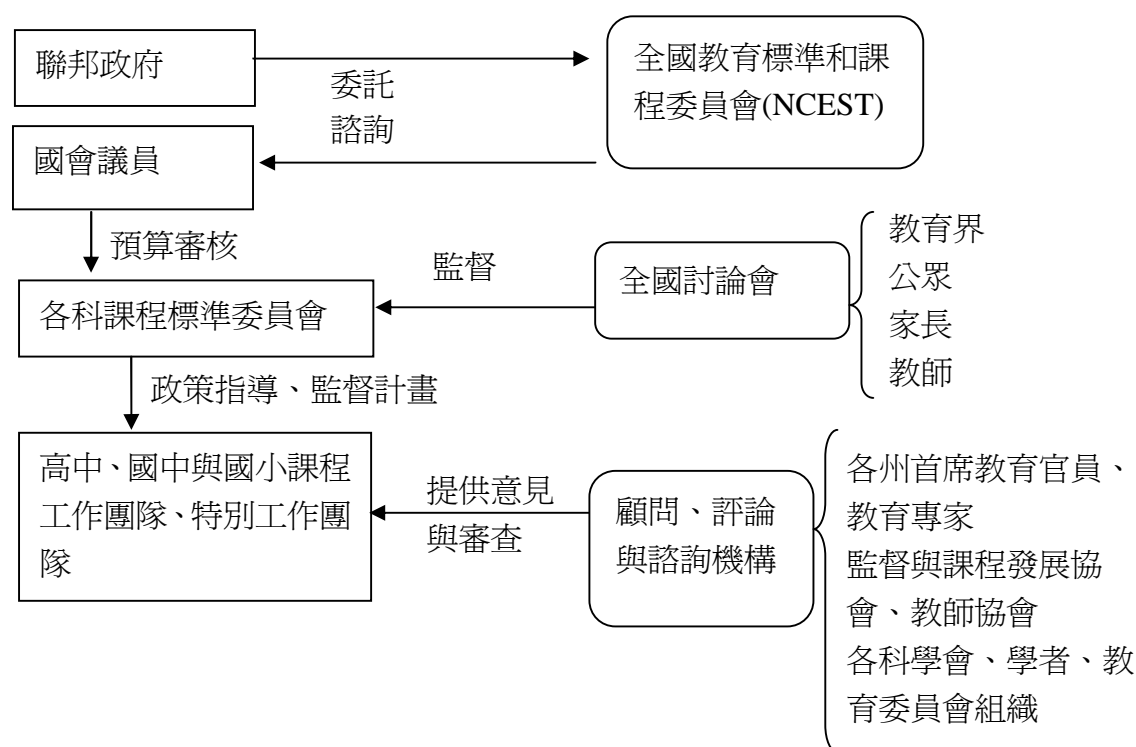 聯邦政府
委託
諮詢
全國教育標準和課
程委員會(NCEST)
國會議員
預算審核
監督
全國討論會
教育界
公眾
家長
教師
各科課程標準委員會
政策指導、監督計畫
高中、國中與國小課程
工作團隊、特別工作團
隊
提供意見
與審查
顧問、評論
與諮詢機構
各州首席教育官員、
教育專家
監督與課程發展協
會、教師協會
各科學會、學者、教
育委員會組織